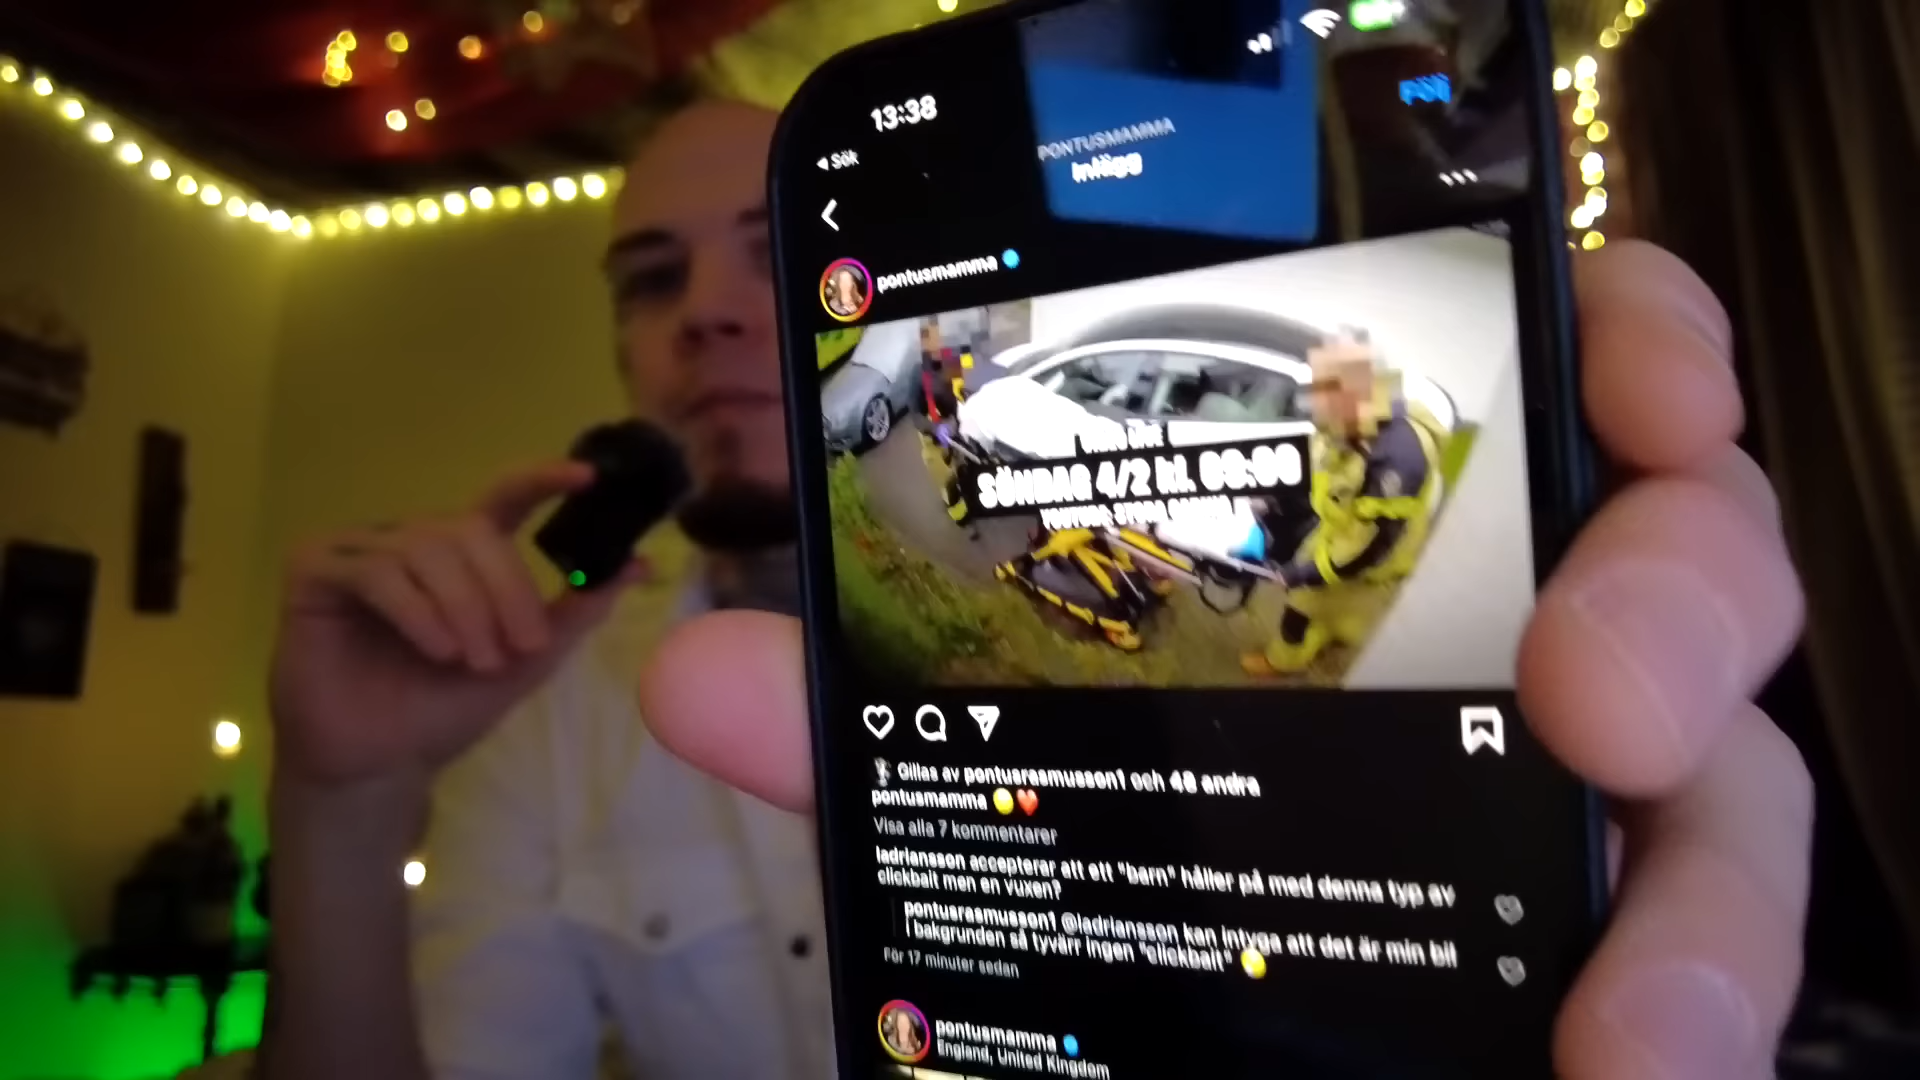 13:38
◀ Sök
PONTUSMAMMA
Inlägg
pontusmamma
SÖNDAG 4/2 kl. 09:00
Gillas av pontusrasmusson1 och 48 andra
pontusmamma 😊❤️
Visa alla 7 kommentarer
ladriansson accepterar att ett "barn" håller på med denna typ av
clickbait men en vuxen?
pontusrasmusson1 @ladriansson kan intyga att det är min bil
i bakgrunden så tyvärr ingen "clickbait"
För 17 minuter sedan
pontusmamma
England, United Kingdom